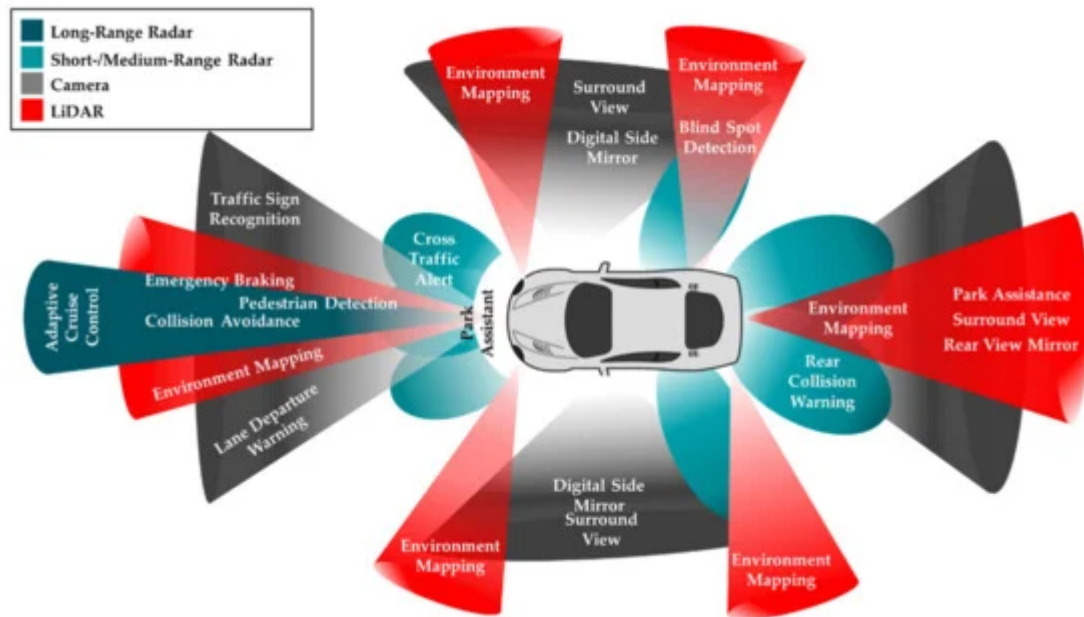 Long-Range Radar
Short-/Medium-Range Radar
Camera
LiDAR
Environment
Mapping
Surround
View
Digital Side
Mirror
Environment
Mapping
Blind Spot
Detection
Traffic Sign
Recognition
Cross
Traffic
Alert
Emergency Braking
Pedestrian Detection
Collision Avoidance
Adaptive
Cruise
Control
Park
Assistant
Environment Mapping
Lane Departure
Warning
Environment
Mapping
Park Assistance
Surround View
Rear View Mirror
Rear
Collision
Warning
Digital Side
Mirror
Surround
View
Environment
Mapping
Environment
Mapping